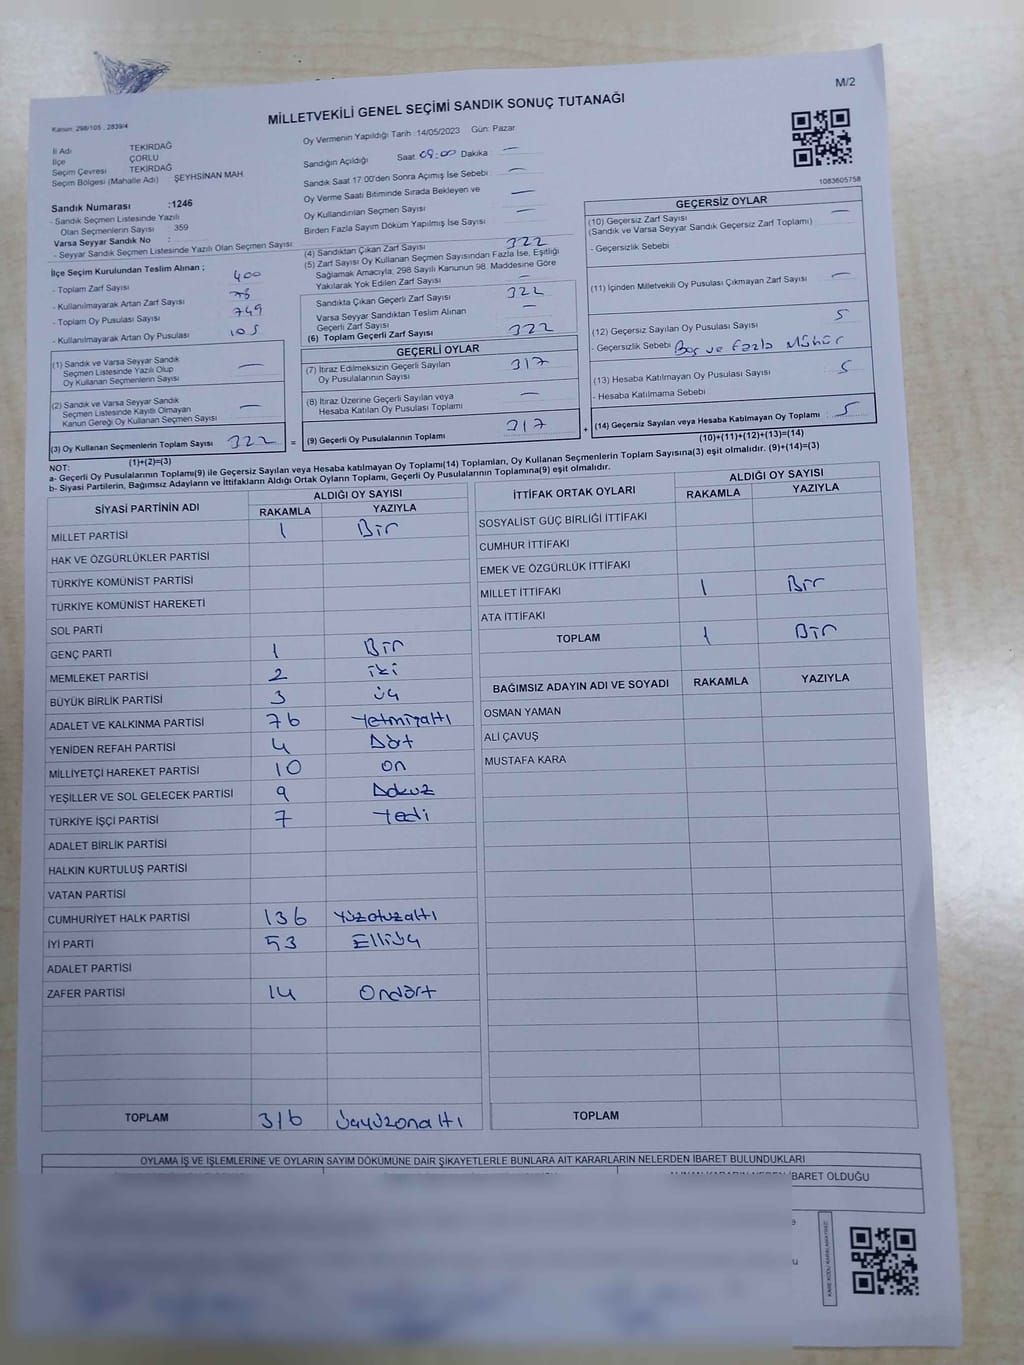 M/2
Kanun: 298/105 , 2839/4
MİLLETVEKİLİ GENEL SEÇİMİ SANDIK SONUÇ TUTANAĞI
İl Adı TEKİRDAĞ
İlçe ÇORLU
Seçim Çevresi TEKİRDAĞ
Seçim Bölgesi (Mahalle Adı) ŞEYHSİNAN MAH
Sandık Numarası :1246
- Sandık Seçmen Listesinde Yazılı
Olan Seçmenlerin Sayısı 359
Varsa Seyyar Sandık No :
- Seyyar Sandık Seçmen Listesinde Yazılı Olan Seçmen Sayısı
İlçe Seçim Kurulundan Teslim Alınan ;
- Toplam Zarf Sayısı 400
- Kullanılmayarak Artan Zarf Sayısı
- Toplam Oy Pusulası Sayısı 749
- Kullanılmayarak Artan Oy Pusulası 105
(1) Sandık ve Varsa Seyyar Sandık
Seçmen Listesinde Yazılı Olup
Oy Kullanan Seçmenlerin Sayısı —
(2) Sandık ve Varsa Seyyar Sandık
Seçmen Listesinde Kayıtlı Olmayan
Kanun Gereği Oy Kullanan Seçmen Sayısı —
(3) Oy Kullanan Seçmenlerin Toplam Sayısı 322 =
(1)+(2)=(3)
Oy Vermenin Yapıldığı Tarih :14/05/2023 Gün: Pazar
Sandığın Açıldığı Saat 08:00 Dakika : —
Sandık Saat 17:00'den Sonra Açımış İse Sebebi : —
Oy Verme Saati Bitiminde Sırada Bekleyen ve
Oy Kullandırılan Seçmen Sayısı —
Birden Fazla Sayım Döküm Yapılmış İse Sayısı —
(4) Sandıktan Çıkan Zarf Sayısı 322
(5) Zarf Sayısı Oy Kullanan Seçmen Sayısından Fazla İse, Eşitliği
Sağlamak Amacıyla, 298 Sayılı Kanunun 98. Maddesine Göre
Yakılarak Yok Edilen Zarf Sayısı —
Sandıkta Çıkan Geçerli Zarf Sayısı 322
Varsa Seyyar Sandıktan Teslim Alınan
Geçerli Zarf Sayısı —
(6) Toplam Geçerli Zarf Sayısı 322
GEÇERLİ OYLAR
(7) İtiraz Edilmeksizin Geçerli Sayılan
Oy Pusulalarının Sayısı 317
(8) İtiraz Üzerine Geçerli Sayılan veya
Hesaba Katılan Oy Pusulası Toplamı —
(9) Geçerli Oy Pusulalarının Toplamı 317 +
1083605758
GEÇERSİZ OYLAR
(10) Geçersiz Zarf Sayısı —
(Sandık ve Varsa Seyyar Sandık Geçersiz Zarf Toplamı)
- Geçersizlik Sebebi
(11) İçinden Milletvekili Oy Pusulası Çıkmayan Zarf Sayısı —
(12) Geçersiz Sayılan Oy Pusulası Sayısı 5
- Geçersizlik Sebebi Boş ve Fazla Mühür
(13) Hesaba Katılmayan Oy Pusulası Sayısı 5
- Hesaba Katılmama Sebebi
(14) Geçersiz Sayılan veya Hesaba Katılmayan Oy Toplamı : 5
(10)+(11)+(12)+(13)=(14)
NOT:
a- Geçerli Oy Pusulalarının Toplamı(9) ile Geçersiz Sayılan veya Hesaba katılmayan Oy Toplamı(14) Toplamları, Oy Kullanan Seçmenlerin Toplam Sayısına(3) eşit olmalıdır. (9)+(14)=(3)
b- Siyasi Partilerin, Bağımsız Adayların ve İttifakların Aldığı Ortak Oyların Toplamı, Geçerli Oy Pusulalarının Toplamına(9) eşit olmalıdır.
SİYASİ PARTİNİN ADI ALDIĞI OY SAYISI
RAKAMLA YAZIYLA
MİLLET PARTİSİ 1 Bir
HAK VE ÖZGÜRLÜKLER PARTİSİ
TÜRKİYE KOMÜNİST PARTİSİ
TÜRKİYE KOMÜNİST HAREKETİ
SOL PARTİ
GENÇ PARTİ 1 Bir
MEMLEKET PARTİSİ 2 iki
BÜYÜK BİRLİK PARTİSİ 3 üç
ADALET VE KALKINMA PARTİSİ 76 Yetmişaltı
YENİDEN REFAH PARTİSİ 4 Dört
MİLLİYETÇİ HAREKET PARTİSİ 10 on
YEŞİLLER VE SOL GELECEK PARTİSİ 9 Dokuz
TÜRKİYE İŞÇİ PARTİSİ 7 Yedi
ADALET BİRLİK PARTİSİ
HALKIN KURTULUŞ PARTİSİ
VATAN PARTİSİ
CUMHURİYET HALK PARTİSİ 136 Yüzotuzaltı
İYİ PARTİ 53 Elliüç
ADALET PARTİSİ
ZAFER PARTİSİ 14 Ondört
TOPLAM 316 üçyüzonaltı
İTTİFAK ORTAK OYLARI ALDIĞI OY SAYISI
RAKAMLA YAZIYLA
SOSYALİST GÜÇ BİRLİĞİ İTTİFAKI
CUMHUR İTTİFAKI
EMEK VE ÖZGÜRLÜK İTTİFAKI
MİLLET İTTİFAKI 1 Bir
ATA İTTİFAKI
TOPLAM 1 Bir
BAĞIMSIZ ADAYIN ADI VE SOYADI RAKAMLA YAZIYLA
OSMAN YAMAN
ALİ ÇAVUŞ
MUSTAFA KARA
TOPLAM
OYLAMA İŞ VE İŞLEMLERİNE VE OYLARIN SAYIM DÖKÜMÜNE DAİR ŞİKAYETLERLE BUNLARA AİT KARARLARIN NELERDEN İBARET BULUNDUKLARI
İBARET OLDUĞU